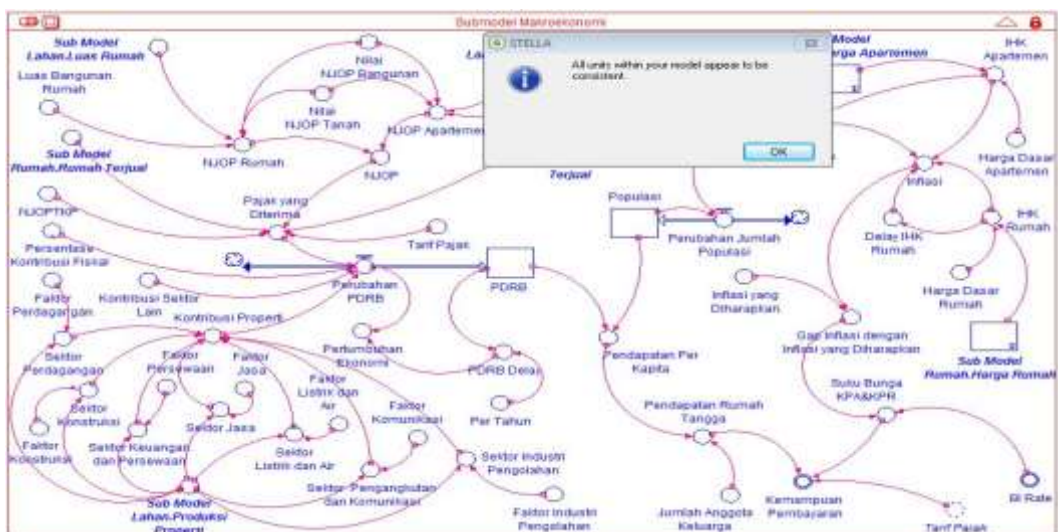 Submodel Makroekonomi
Sub Model
Lahan.Luas Rumah
Luas Bangunan
Rumah
Nilai
NJOP Bangunan
Nilai
NJOP Tanah
NJOP Apartemen
NJOP Rumah
NJOP
Sub Model
Rumah.Rumah Terjual
STELLA
All units within your model appear to be
consistent.
OK
Terjual
Model
Harga Apartemen
IHK
Apartemen
Harga Dasar
Apartemen
Inflasi
Delay IHK
Rumah
IHK
Rumah
Harga Dasar
Rumah
Sub Model
Rumah.Harga Rumah
NJOPTKP
Pajak yang
Diterima
Tarif Pajak
Persentase
Kontribusi Fiskal
Populasi
Perubahan Jumlah
Populasi
Perubahan
PDRB
PDRB
Faktor
Perdagangan
Kontribusi Sektor
Lain
Kontribusi Properti
Inflasi yang
Diharapkan
Gap Inflasi dengan
Inflasi yang Diharapkan
Sektor
Perdagangan
Faktor
Persewaan
Faktor
Jasa
Pertumbuhan
Ekonomi
PDRB Delay
Per Tahun
Pendapatan Per
Kapita
Suku Bunga
KPA&KPR
Sektor
Konstruksi
Faktor
Konstruksi
Sektor Keuangan
dan Persewaan
Sektor Jasa
Faktor
Listrik dan
Air
Sektor
Listrik dan Air
Faktor
Komunikasi
Sektor Pengangkutan
dan Komunikasi
Sektor Industri
Pengolahan
Faktor Industri
Pengolahan
Sub Model
Lahan.Produksi
Properti
Pendapatan Rumah
Tangga
Jumlah Anggota
Keluarga
Kemampuan
Pembayaran
BI Rate
Tarif Pajak